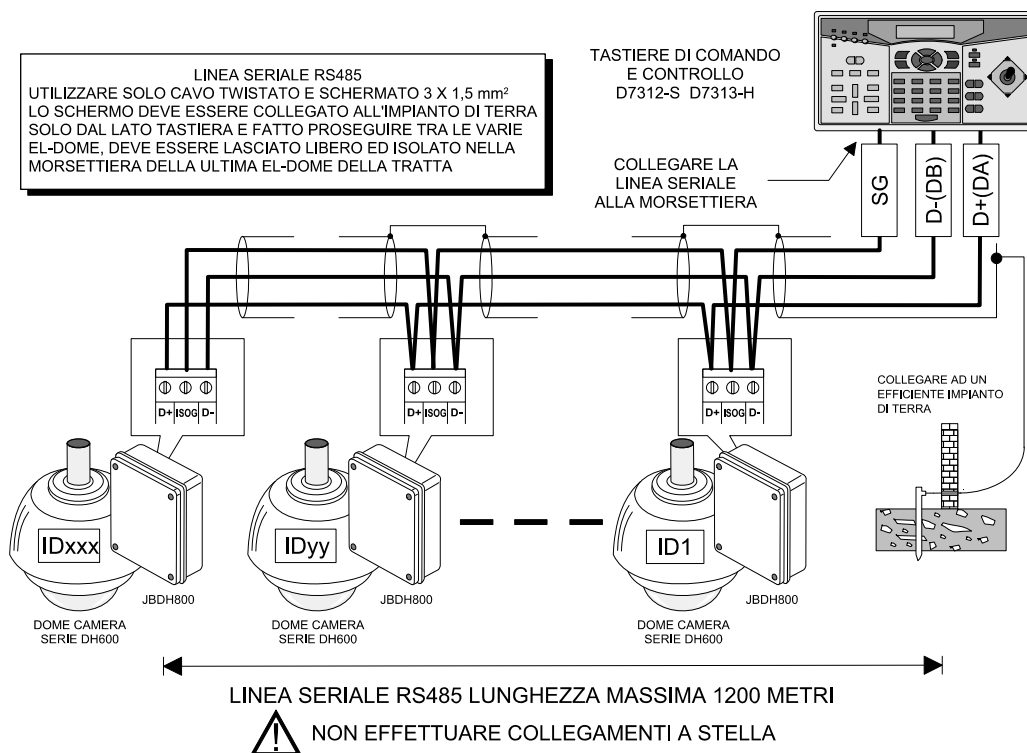 LINEA SERIALE RS485
UTILIZZARE SOLO CAVO TWISTATO E SCHERMATO 3 X 1,5 mm²
LO SCHERMO DEVE ESSERE COLLEGATO ALL'IMPIANTO DI TERRA
SOLO DAL LATO TASTIERA E FATTO PROSEGUIRE TRA LE VARIE
EL-DOME, DEVE ESSERE LASCIATO LIBERO ED ISOLATO NELLA
MORSETTIERA DELLA ULTIMA EL-DOME DELLA TRATTA
TASTIERE DI COMANDO
E CONTROLLO
D7312-S D7313-H
COLLEGARE LA
LINEA SERIALE
ALLA MORSETTIERA
SG
D-(DB)
D+(DA)
D+ ISOG D-
D+ ISOG D-
D+ ISOG D-
COLLEGARE AD UN
EFFICIENTE IMPIANTO
DI TERRA
IDxxx
IDyy
ID1
JBDH800
JBDH800
JBDH800
DOME CAMERA
SERIE DH600
DOME CAMERA
SERIE DH600
DOME CAMERA
SERIE DH600
LINEA SERIALE RS485 LUNGHEZZA MASSIMA 1200 METRI
! NON EFFETTUARE COLLEGAMENTI A STELLA